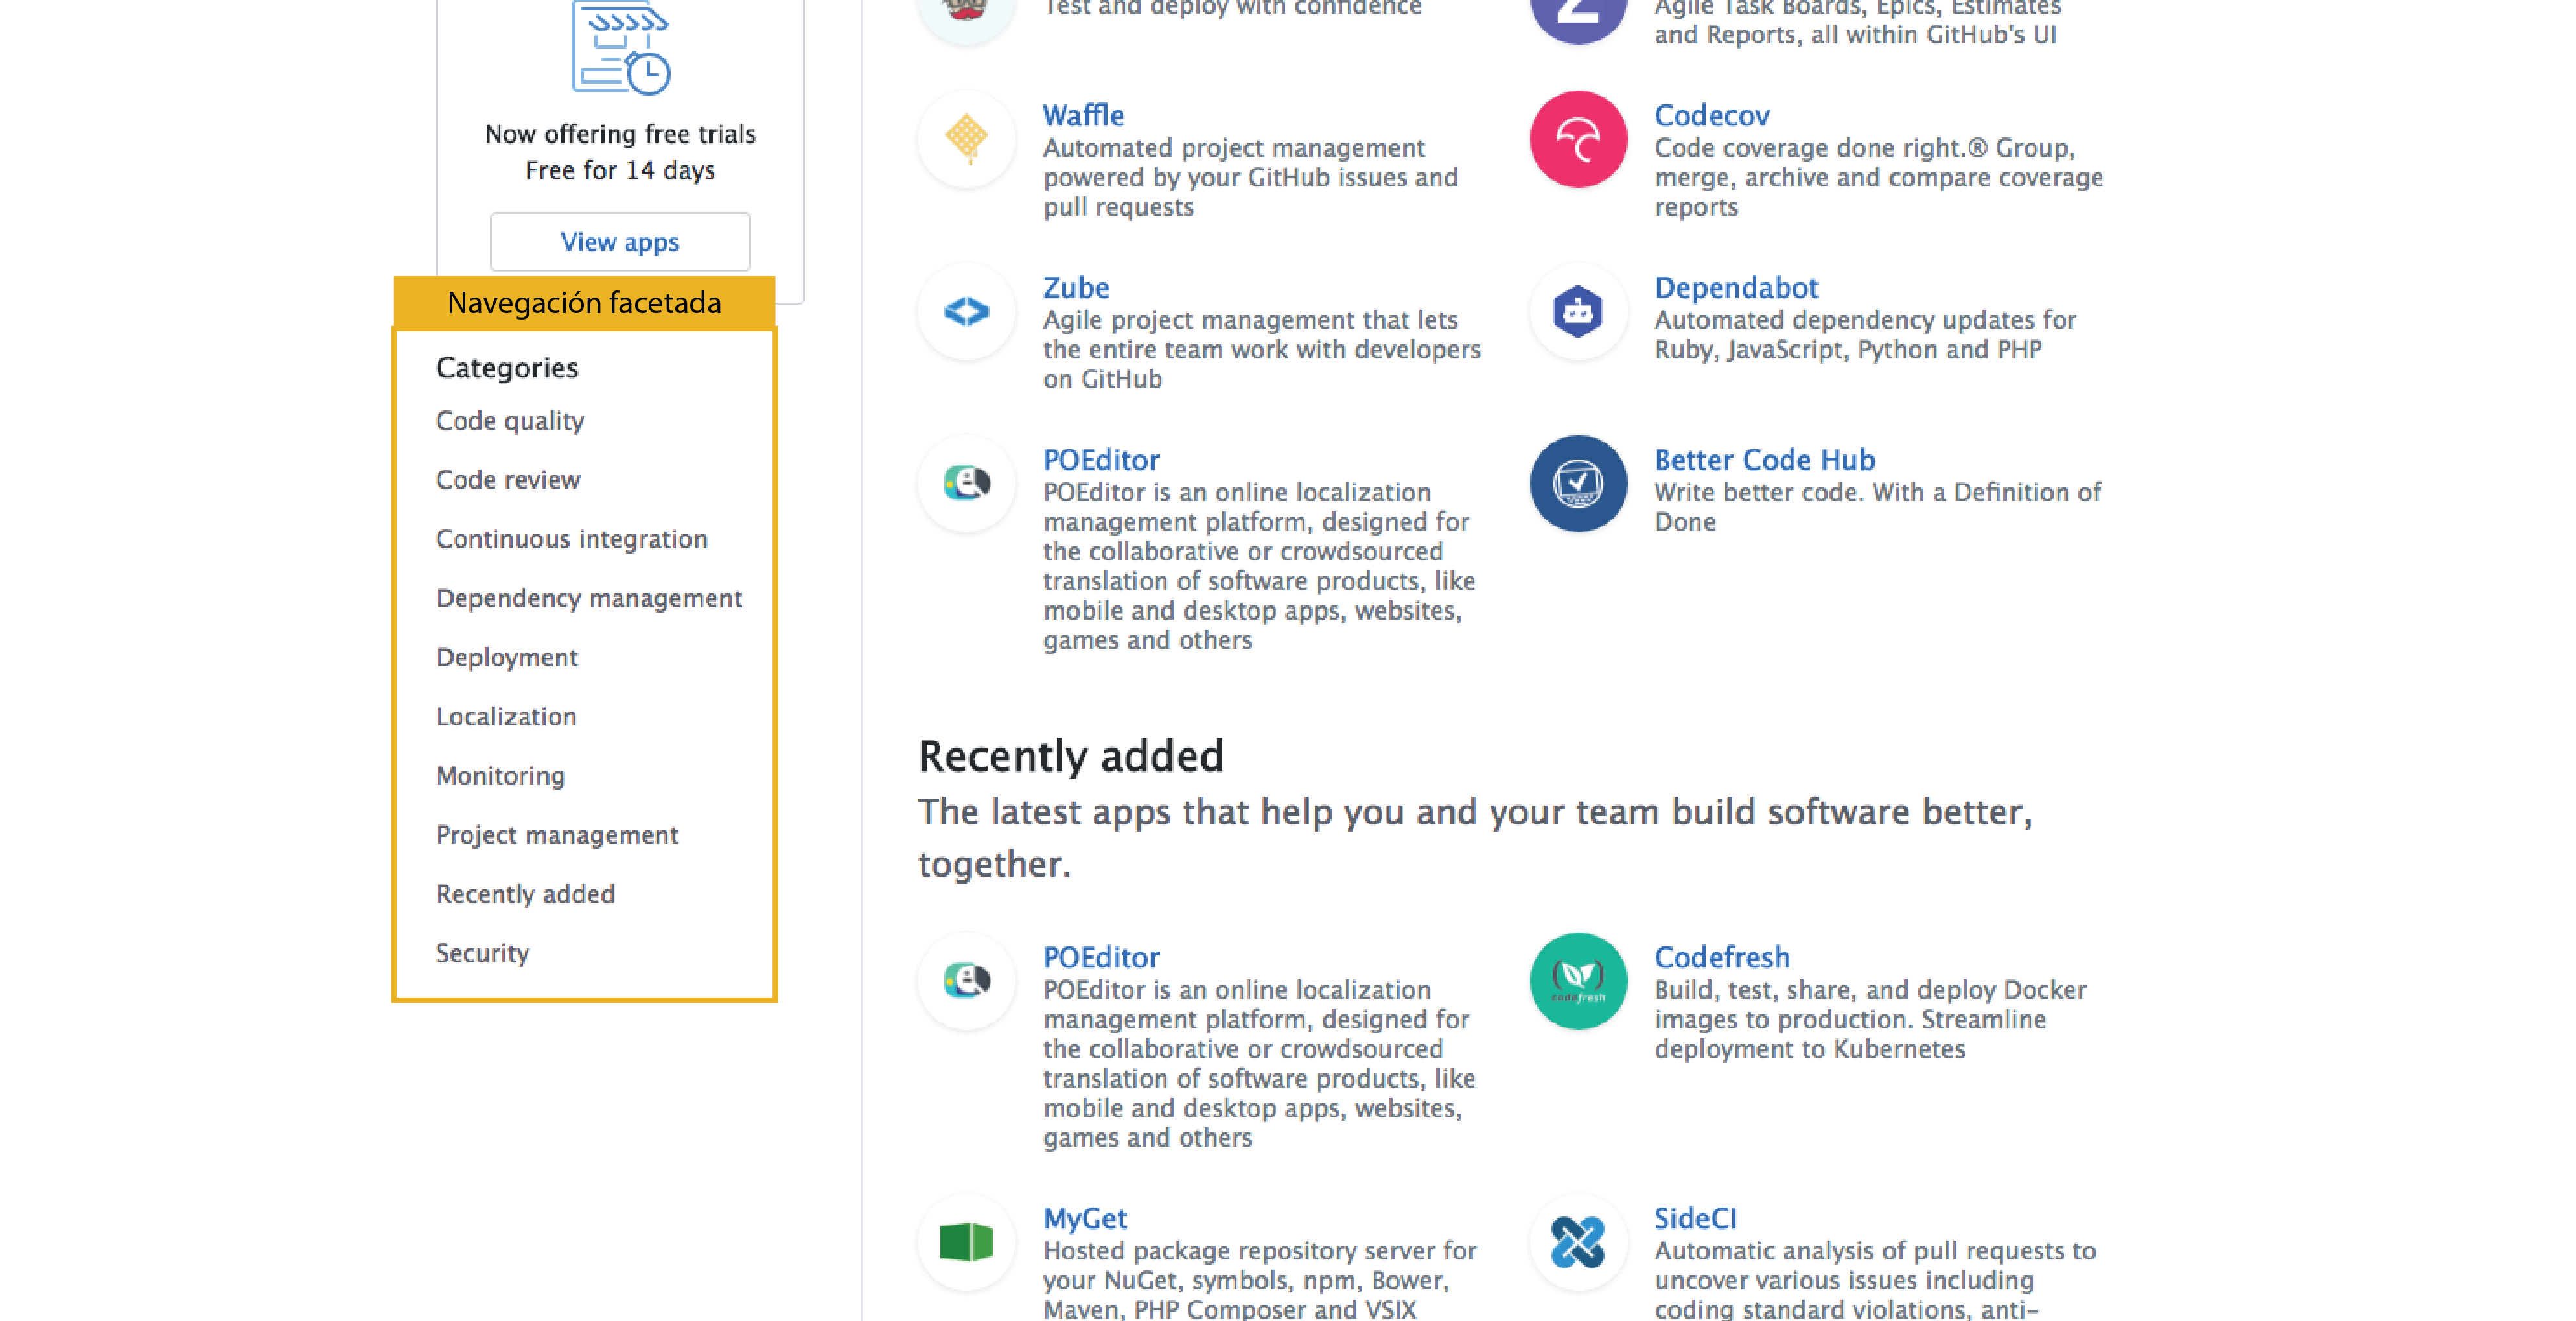 Now offering free trials
Free for 14 days
View apps
Navegación facetada
Categories
Code quality
Code review
Continuous integration
Dependency management
Deployment
Localization
Monitoring
Project management
Recently added
Security
Test and deploy with confidence
Agile Task Boards, Epics, Estimates
and Reports, all within GitHub's UI
Waffle
Automated project management
powered by your GitHub issues and
pull requests
Codecov
Code coverage done right.® Group,
merge, archive and compare coverage
reports
Zube
Agile project management that lets
the entire team work with developers
on GitHub
Dependabot
Automated dependency updates for
Ruby, JavaScript, Python and PHP
POEditor
POEditor is an online localization
management platform, designed for
the collaborative or crowdsourced
translation of software products, like
mobile and desktop apps, websites,
games and others
Better Code Hub
Write better code. With a Definition of
Done
Recently added
The latest apps that help you and your team build software better,
together.
POEditor
POEditor is an online localization
management platform, designed for
the collaborative or crowdsourced
translation of software products, like
mobile and desktop apps, websites,
games and others
codefresh
Codefresh
Build, test, share, and deploy Docker
images to production. Streamline
deployment to Kubernetes
MyGet
Hosted package repository server for
your NuGet, symbols, npm, Bower,
Maven, PHP Composer and VSIX
SideCI
Automatic analysis of pull requests to
uncover various issues including
coding standard violations, anti-